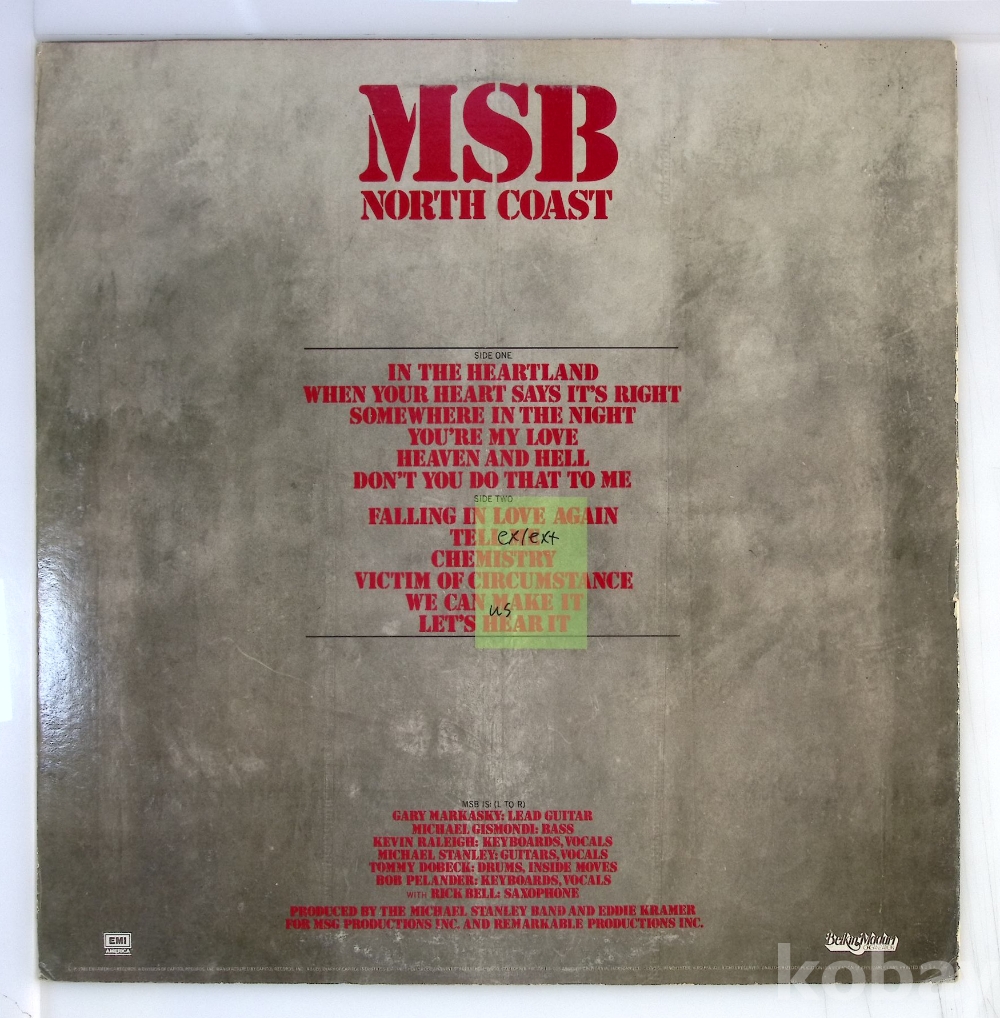 MSB
NORTH COAST
SIDE ONE
IN THE HEARTLAND
WHEN YOUR HEART SAYS IT'S RIGHT
SOMEWHERE IN THE NIGHT
YOU'RE MY LOVE
HEAVEN AND HELL
DON'T YOU DO THAT TO ME
SIDE TWO
FALLING IN LOVE AGAIN
TELL ME
ex/ex+
CHEMISTRY
VICTIM OF CIRCUMSTANCE
WE CAN MAKE IT
us
LET'S HEAR IT
MSB IS: (L TO R)
GARY MARKASKY: LEAD GUITAR
MICHAEL GISMONDI: BASS
KEVIN RALEIGH: KEYBOARDS, VOCALS
MICHAEL STANLEY: GUITARS, VOCALS
TOMMY DOBECK: DRUMS, INSIDE MOVES
BOB PELANDER: KEYBOARDS, VOCALS
WITH RICK BELL: SAXOPHONE
PRODUCED BY THE MICHAEL STANLEY BAND AND EDDIE KRAMER
FOR MSG PRODUCTIONS INC. AND REMARKABLE PRODUCTIONS INC.
EMI
AMERICA
Belkin Maduri
ORGANIZATION
koba